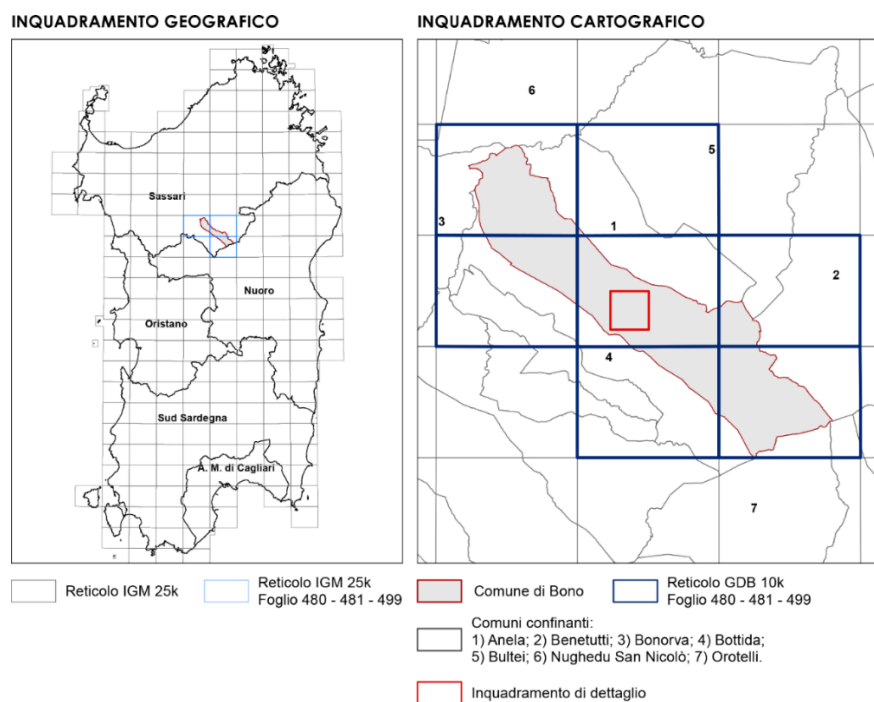 INQUADRAMENTO GEOGRAFICO
Sassari
Nuoro
Oristano
Sud Sardegna
A. M. di Cagliari
Reticolo IGM 25k
Reticolo IGM 25k
Foglio 480 - 481 - 499
INQUADRAMENTO CARTOGRAFICO
6
5
3
1
2
4
7
Comune di Bono
Reticolo GDB 10k
Foglio 480 - 481 - 499
Comuni confinanti:
1) Anela; 2) Benetutti; 3) Bonorva; 4) Bottida;
5) Bultei; 6) Nughedu San Nicolò; 7) Orotelli.
Inquadramento di dettaglio